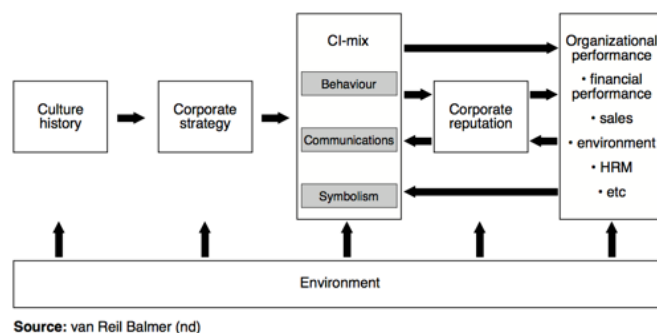 Culture
history
Corporate
strategy
CI-mix
Behaviour
Communications
Symbolism
Corporate
reputation
Organizational
performance
• financial
performance
• sales
• environment
• HRM
• etc
Environment
Source: van Reil Balmer (nd)